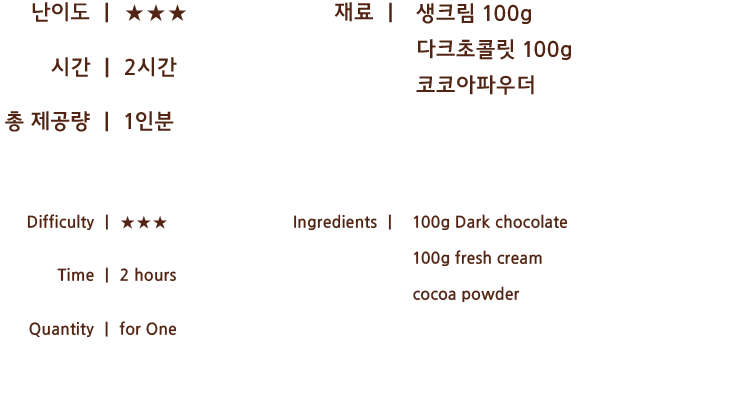 난이도 | ★★★
시간 | 2시간
총 제공량 | 1인분
재료 | 생크림 100g
다크초콜릿 100g
코코아파우더
Difficulty | ★★★
Time | 2 hours
Quantity | for One
Ingredients | 100g Dark chocolate
100g fresh cream
cocoa powder